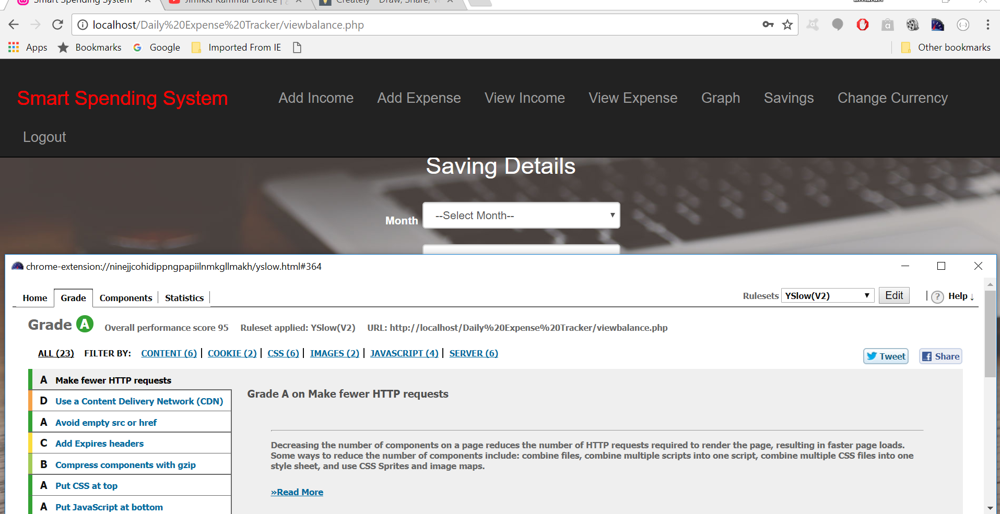 Smart Spending System
Jimikki Kammal Dance |
Creately - Draw, Share, V
localhost/Daily%20Expense%20Tracker/viewbalance.php
Apps Bookmarks Google Imported From IE Other bookmarks
Smart Spending System Add Income Add Expense View Income View Expense Graph Savings Change Currency
Logout
Saving Details
Month --Select Month--
chrome-extension://ninejjcohidippngpapiilnmkgllmakh/yslow.html#364
Home Grade Components Statistics Rulesets YSlow(V2) Edit | ? Help ↓
Grade A Overall performance score 95 Ruleset applied: YSlow(V2) URL: http://localhost/Daily%20Expense%20Tracker/viewbalance.php
ALL (23) FILTER BY: CONTENT (6) | COOKIE (2) | CSS (6) | IMAGES (2) | JAVASCRIPT (4) | SERVER (6) Tweet Share
A Make fewer HTTP requests
D Use a Content Delivery Network (CDN)
A Avoid empty src or href
C Add Expires headers
B Compress components with gzip
A Put CSS at top
A Put JavaScript at bottom
Grade A on Make fewer HTTP requests
Decreasing the number of components on a page reduces the number of HTTP requests required to render the page, resulting in faster page loads.
Some ways to reduce the number of components include: combine files, combine multiple scripts into one script, combine multiple CSS files into one
style sheet, and use CSS Sprites and image maps.
»Read More